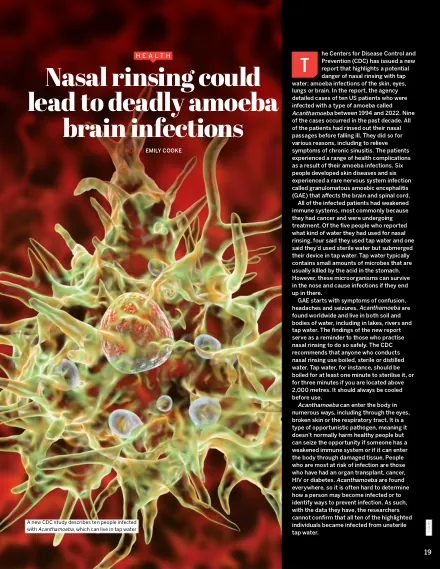 HEALTH
Nasal rinsing could
lead to deadly amoeba
brain infections
EMILY COOKE
The Centers for Disease Control and
Prevention (CDC) has issued a new
report that highlights a potential
danger of nasal rinsing with tap
water: amoeba infections of the skin, eyes,
lungs or brain. In the report, the agency
detailed cases of ten US patients who were
infected with a type of amoeba called
Acanthamoeba between 1994 and 2022. Nine
of the cases occurred in the past decade. All
of the patients had rinsed out their nasal
passages before falling ill. They did so for
various reasons, including to relieve
symptoms of chronic sinusitis. The patients
experienced a range of health complications
as a result of their amoeba infections. Six
people developed skin diseases and six
experienced a rare nervous system infection
called granulomatous amoebic encephalitis
(GAE) that affects the brain and spinal cord.
All of the infected patients had weakened
immune systems, most commonly because
they had cancer and were undergoing
treatment. Of the five people who reported
what kind of water they had used for nasal
rinsing, four said they used tap water and one
said they'd used sterile water but submerged
their device in tap water. Tap water typically
contains small amounts of microbes that are
usually killed by the acid in the stomach.
However, these microorganisms can survive
in the nose and cause infections if they end
up in there.
GAE starts with symptoms of confusion,
headaches and seizures. Acanthamoeba are
found worldwide and live in both soil and
bodies of water, including in lakes, rivers and
tap water. The findings of the new report
serve as a reminder to those who practise
nasal rinsing to do so safely. The CDC
recommends that anyone who conducts
nasal rinsing use boiled, sterile or distilled
water. Tap water, for instance, should be
boiled for at least one minute to sterilise it, or
for three minutes if you are located above
2,000 metres. It should always be cooled
before use.
Acanthamoeba can enter the body in
numerous ways, including through the eyes,
broken skin or the respiratory tract. It is a
type of opportunistic pathogen, meaning it
doesn't normally harm healthy people but
can seize the opportunity if someone has a
weakened immune system or if it can enter
the body through damaged tissue. People
who are most at risk of infection are those
who have had an organ transplant, cancer,
HIV or diabetes. Acanthamoeba are found
everywhere, so it is often hard to determine
how a person may become infected or to
identify ways to prevent infection. As such,
with the data they have, the researchers
cannot confirm that all ten of the highlighted
individuals became infected from unsterile
tap water.
A new CDC study describes ten people infected
with Acanthamoeba, which can live in tap water
19